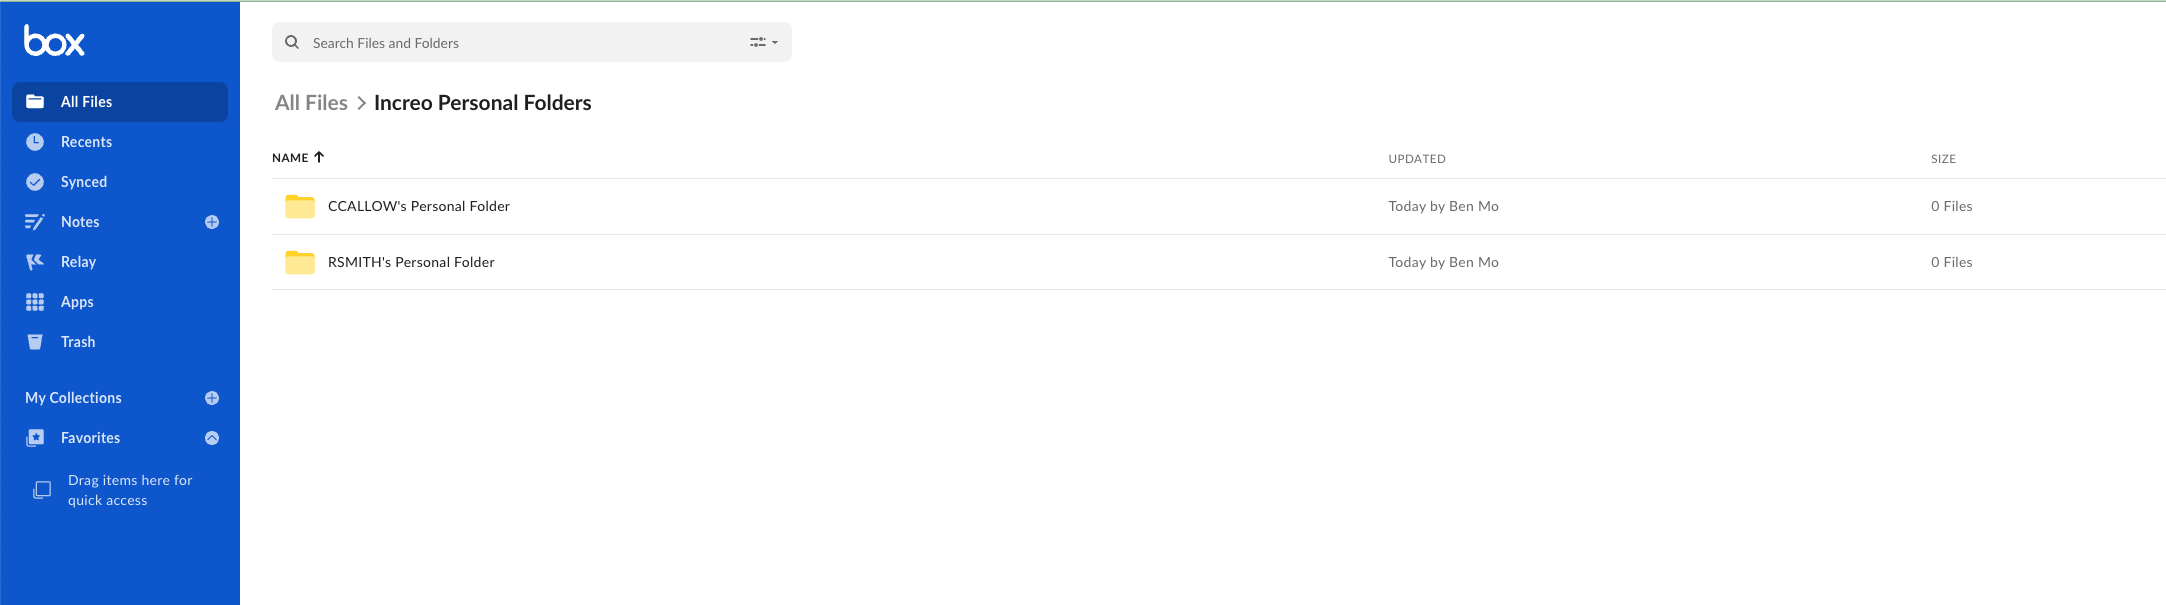 box
All Files
Recents
Synced
Notes
Relay
Apps
Trash
My Collections
Favorites
Drag items here for
quick access
Search Files and Folders
All Files > Increo Personal Folders
NAME UPDATED SIZE
CCALLOW's Personal Folder Today by Ben Mo 0 Files
RSMITH's Personal Folder Today by Ben Mo 0 Files